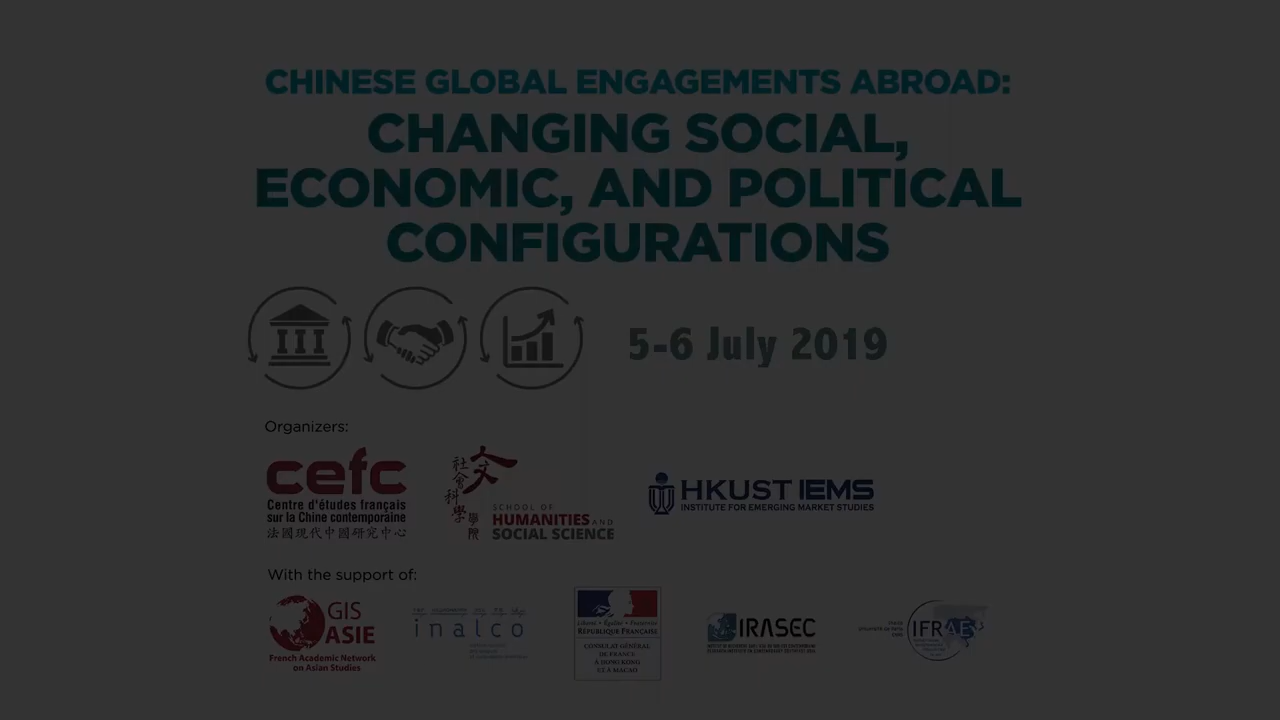 CHINESE GLOBAL ENGAGEMENTS ABROAD:
CHANGING SOCIAL,
ECONOMIC, AND POLITICAL
CONFIGURATIONS
5-6 July 2019
Organizers:
cefc
Centre d'études français
sur la Chine contemporaine
法國現代中國研究中心
人文
社會科學
學院
SCHOOL OF
HUMANITIES AND
SOCIAL SCIENCE
HKUST IEMS
INSTITUTE FOR EMERGING MARKET STUDIES
With the support of:
GIS
ASIE
French Academic Network
on Asian Studies
inalco
Liberté • Égalité • Fraternité
RÉPUBLIQUE FRANÇAISE
CONSULAT GÉNÉRAL
DE FRANCE
À HONG KONG
ET À MACAO
IRASEC
IFRAE